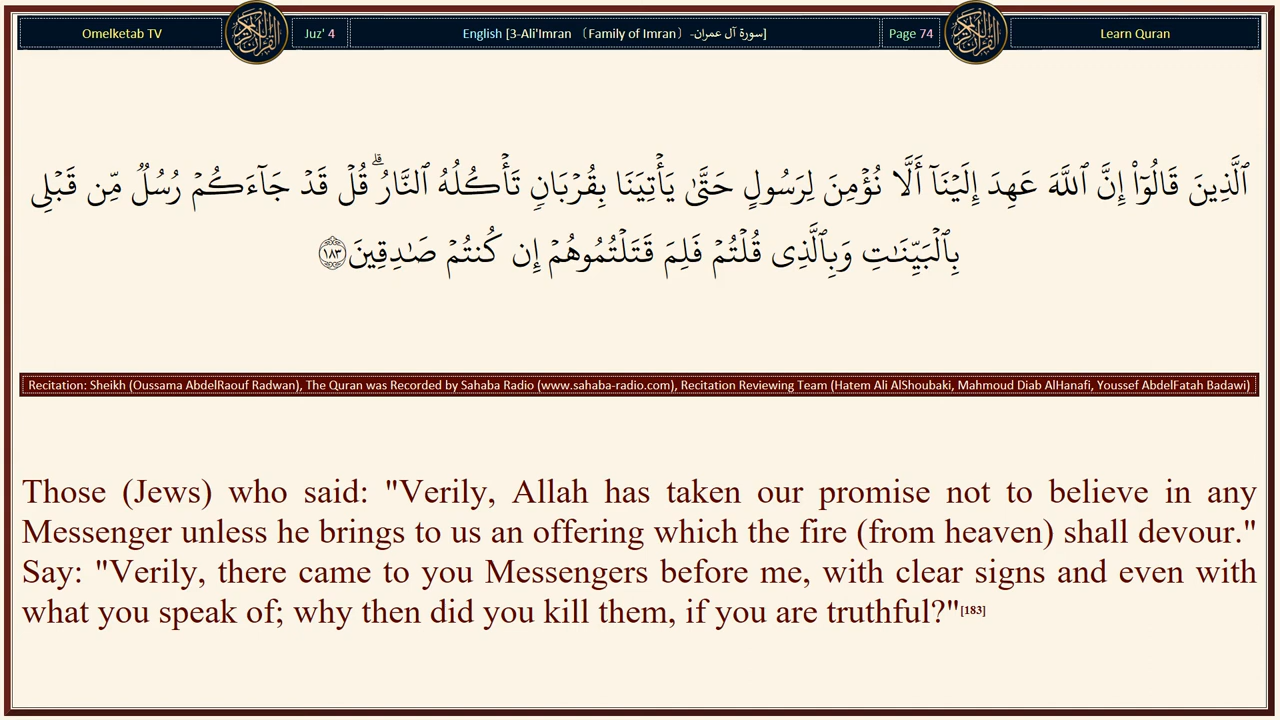 Omelketab TV
Juz' 4
English [3-Ali'Imran （Family of Imran）-سورة آل عمران]
Page 74
Learn Quran
ٱلَّذِينَ قَالُوٓا۟ إِنَّ ٱللَّهَ عَهِدَ إِلَيْنَآ أَلَّا نُؤْمِنَ لِرَسُولٍ حَتَّىٰ يَأْتِيَنَا بِقُرْبَانٍ تَأْكُلُهُ ٱلنَّارُ ۗ قُلْ قَدْ جَآءَكُمْ رُسُلٌ مِّن قَبْلِى
بِٱلْبَيِّنَـٰتِ وَبِٱلَّذِى قُلْتُمْ فَلِمَ قَتَلْتُمُوهُمْ إِن كُنتُمْ صَـٰدِقِينَ ١٨٣
Recitation: Sheikh (Oussama AbdelRaouf Radwan), The Quran was Recorded by Sahaba Radio (www.sahaba-radio.com), Recitation Reviewing Team (Hatem Ali AlShoubaki, Mahmoud Diab AlHanafi, Youssef AbdelFatah Badawi)
Those (Jews) who said: "Verily, Allah has taken our promise not to believe in any
Messenger unless he brings to us an offering which the fire (from heaven) shall devour."
Say: "Verily, there came to you Messengers before me, with clear signs and even with
what you speak of; why then did you kill them, if you are truthful?"[183]